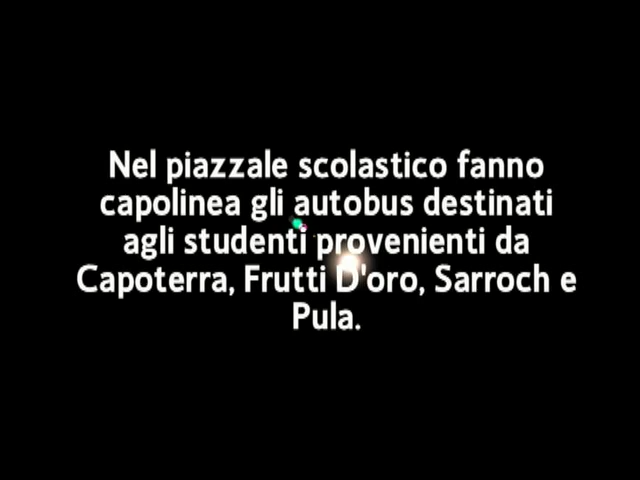 Nel piazzale scolastico fanno
capolinea gli autobus destinati
agli studenti provenienti da
Capoterra, Frutti D'oro, Sarroch e
Pula.